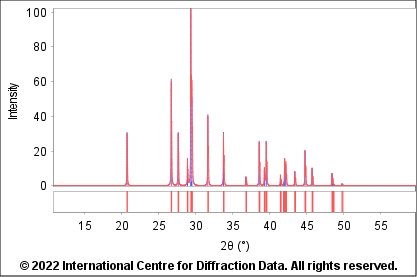 100
80
60
40
20
0
Intensity
15 20 25 30 35 40 45 50 55
2θ (°)
© 2022 International Centre for Diffraction Data. All rights reserved.